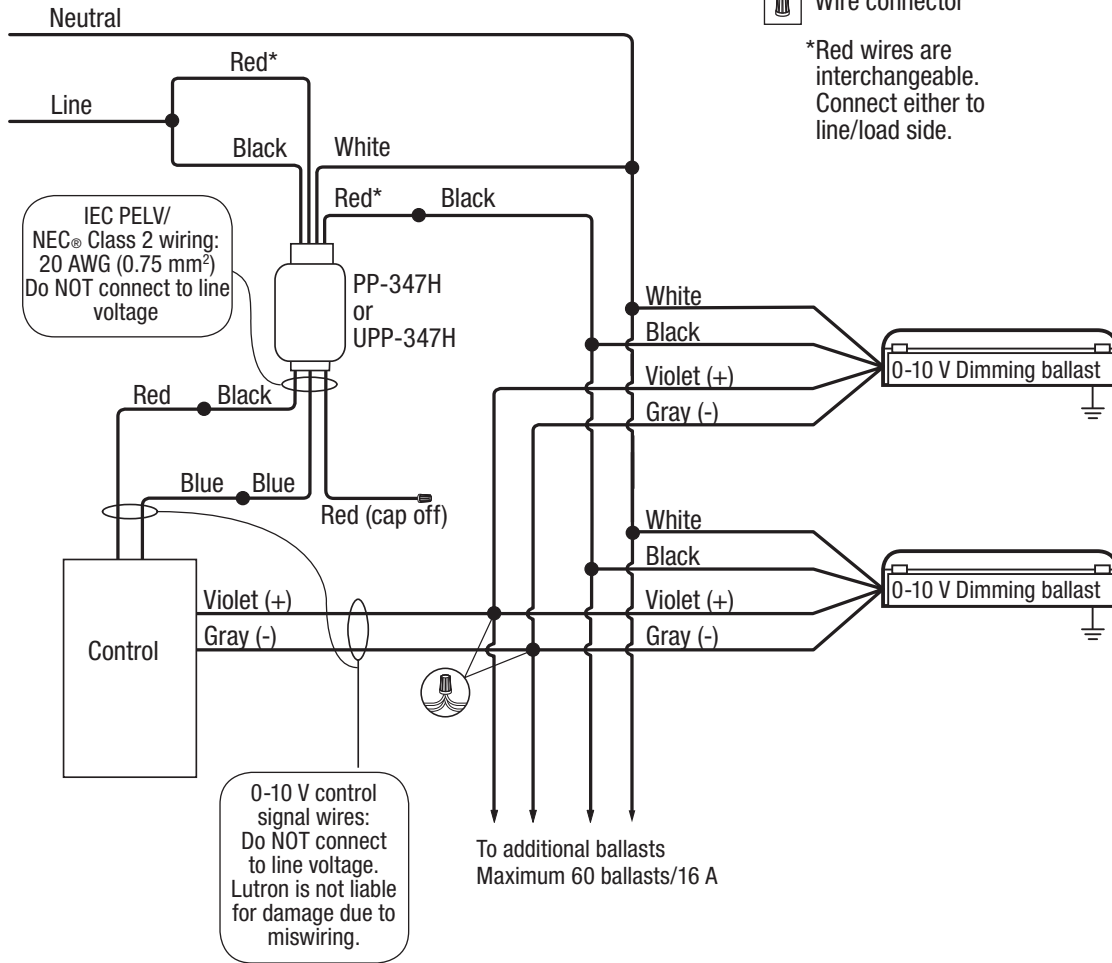 Neutral
Wire connector
*Red wires are
interchangeable.
Connect either to
line/load side.
Red*
Line
Black
White
Red*
Black
IEC PELV/
NEC® Class 2 wiring:
20 AWG (0.75 mm²)
Do NOT connect to line
voltage
PP-347H
or
UPP-347H
White
Black
Violet (+)
Gray (-)
0-10 V Dimming ballast
Red
Black
Blue
Blue
Red (cap off)
White
Black
Violet (+)
Gray (-)
0-10 V Dimming ballast
Violet (+)
Gray (-)
Control
0-10 V control
signal wires:
Do NOT connect
to line voltage.
Lutron is not liable
for damage due to
miswiring.
To additional ballasts
Maximum 60 ballasts/16 A